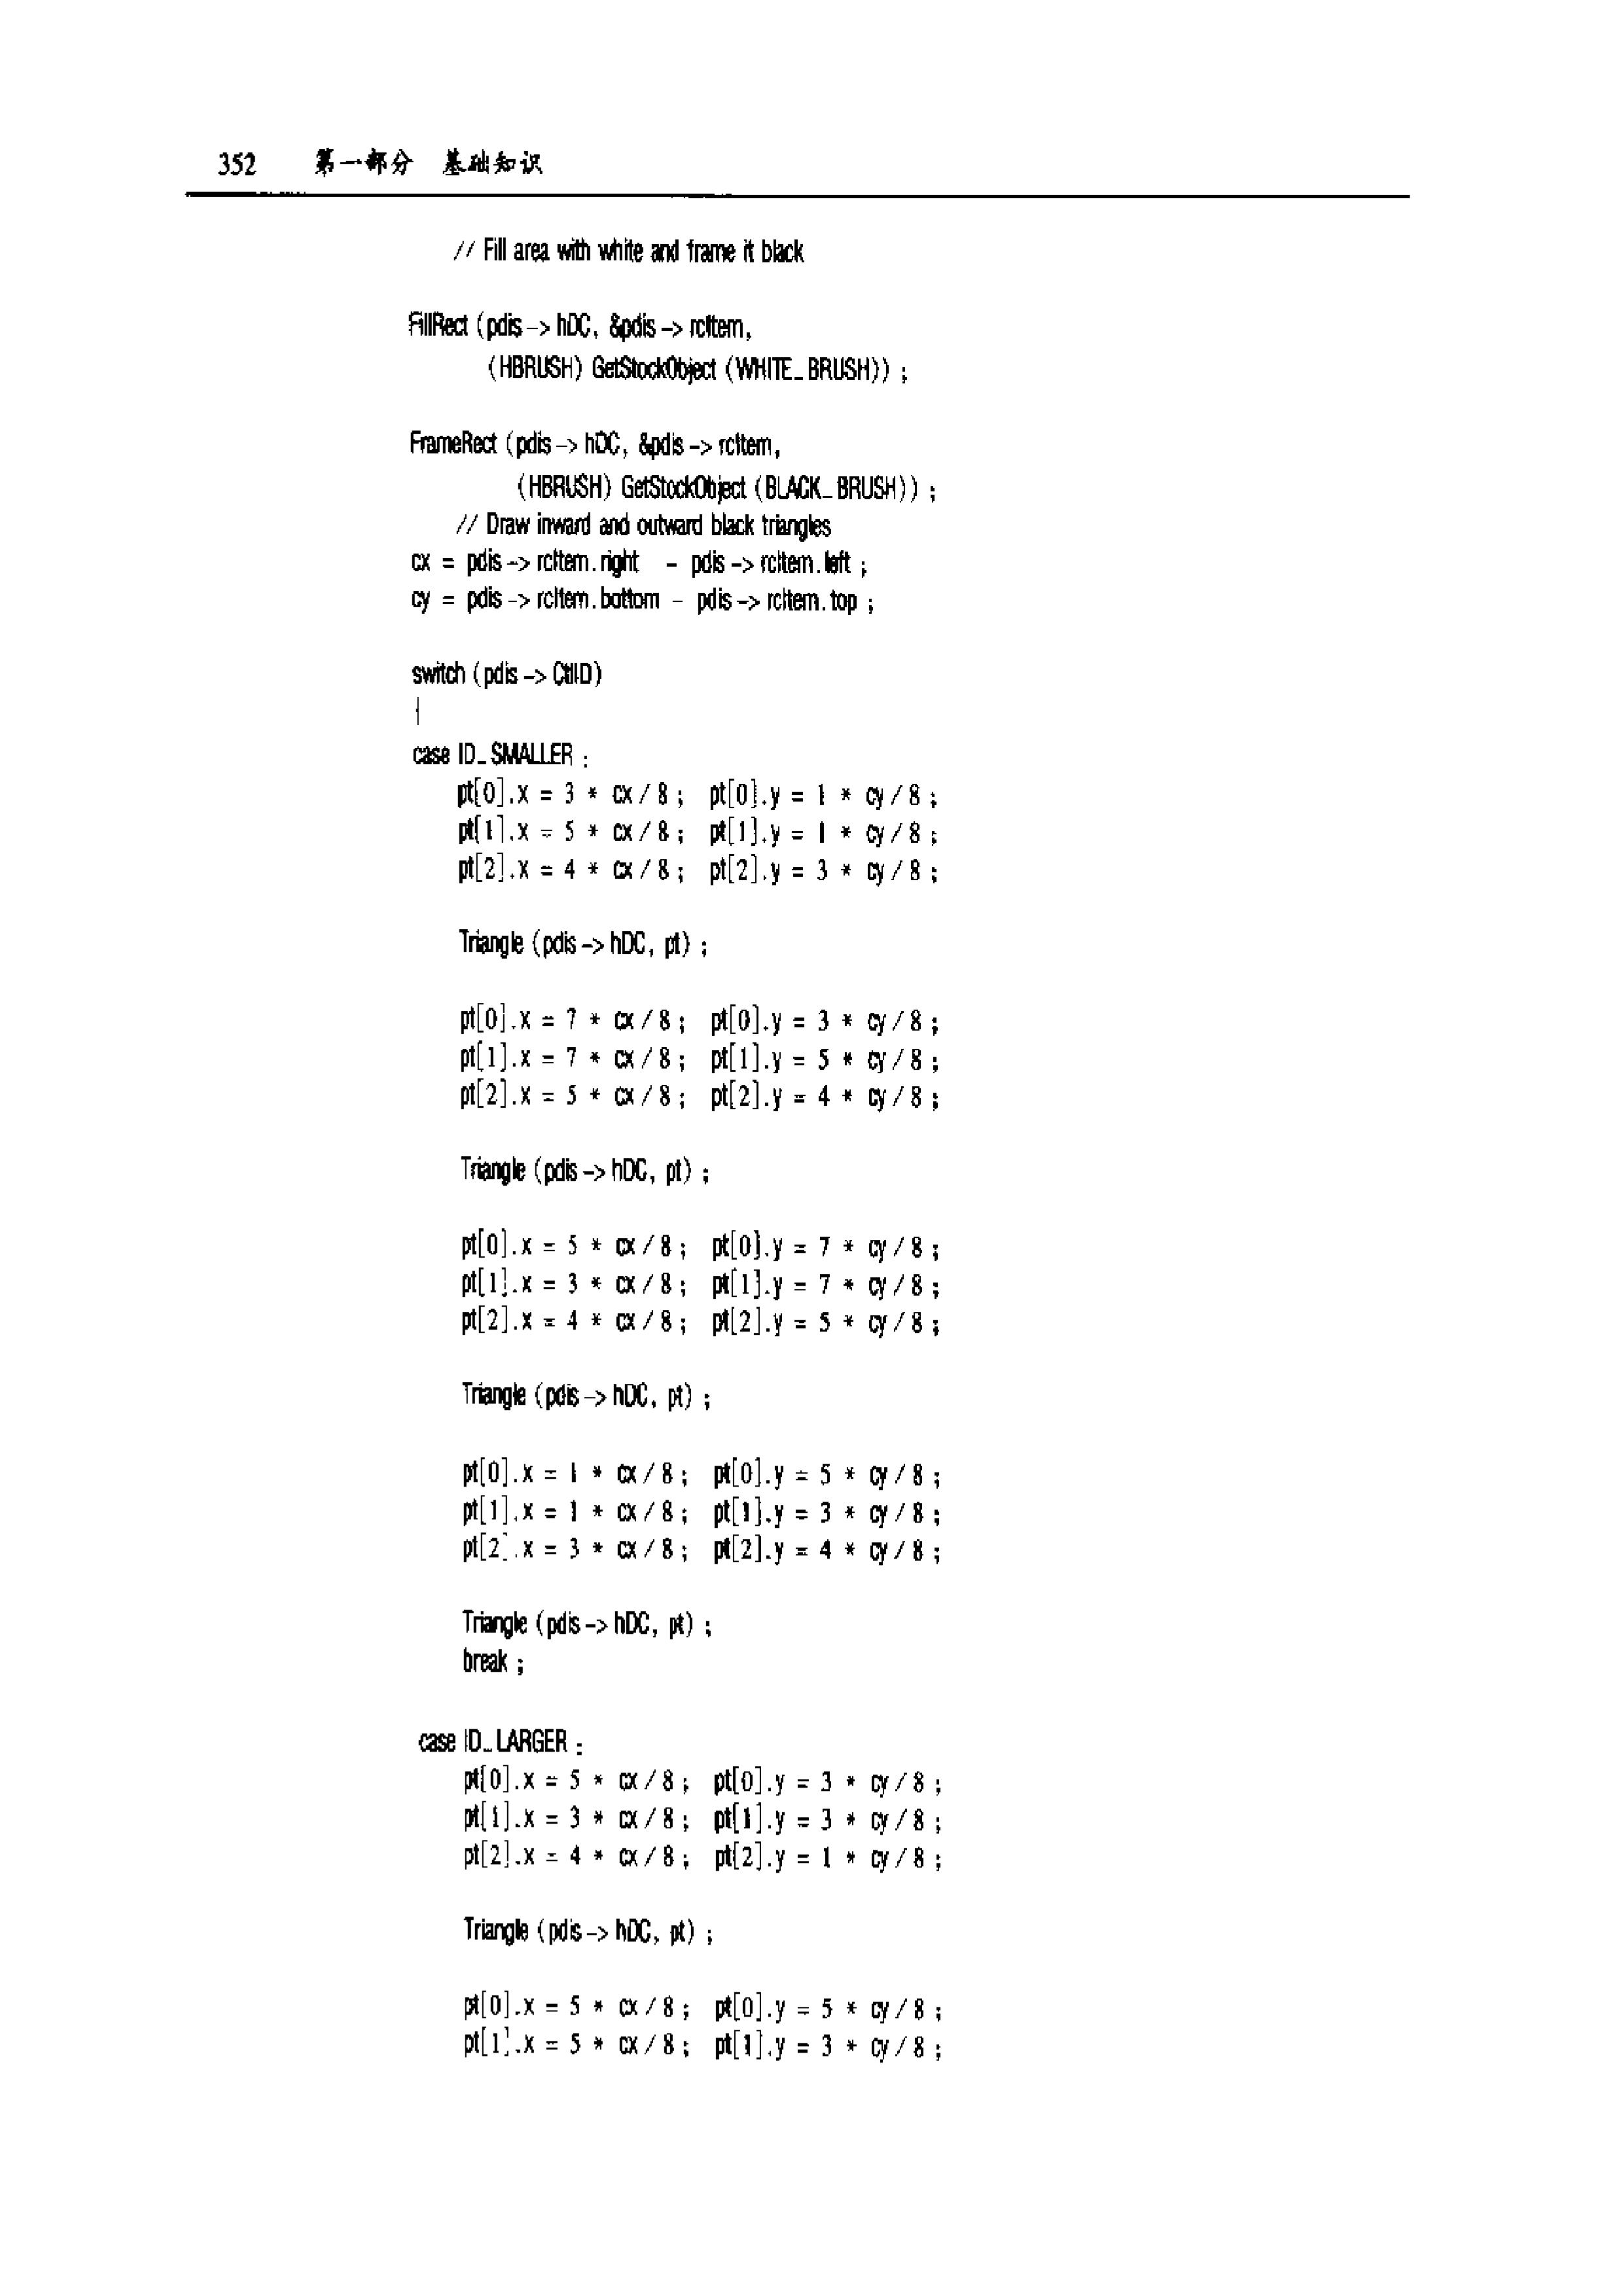 352 第一部分 基础知识
// Fill area with white and frame it black
FillRect (pdis -> hDC, &pdis -> rcItem,
(HBRUSH) GetStockObject (WHITE_BRUSH)) ;
FrameRect (pdis -> hDC, &pdis -> rcItem,
(HBRUSH) GetStockObject (BLACK_BRUSH)) ;
// Draw inward and outward black triangles
cx = pdis -> rcItem.right - pdis -> rcItem.left ;
cy = pdis -> rcItem.bottom - pdis -> rcItem.top ;
switch (pdis -> CtlID)
{
case ID_SMALLER :
pt[0].x = 3 * cx / 8 ; pt[0].y = 1 * cy / 8 ;
pt[1].x = 5 * cx / 8 ; pt[1].y = 1 * cy / 8 ;
pt[2].x = 4 * cx / 8 ; pt[2].y = 3 * cy / 8 ;
Triangle (pdis -> hDC, pt) ;
pt[0].x = 7 * cx / 8 ; pt[0].y = 3 * cy / 8 ;
pt[1].x = 7 * cx / 8 ; pt[1].y = 5 * cy / 8 ;
pt[2].x = 5 * cx / 8 ; pt[2].y = 4 * cy / 8 ;
Triangle (pdis -> hDC, pt) ;
pt[0].x = 5 * cx / 8 ; pt[0].y = 7 * cy / 8 ;
pt[1].x = 3 * cx / 8 ; pt[1].y = 7 * cy / 8 ;
pt[2].x = 4 * cx / 8 ; pt[2].y = 5 * cy / 8 ;
Triangle (pdis -> hDC, pt) ;
pt[0].x = 1 * cx / 8 ; pt[0].y = 5 * cy / 8 ;
pt[1].x = 1 * cx / 8 ; pt[1].y = 3 * cy / 8 ;
pt[2].x = 3 * cx / 8 ; pt[2].y = 4 * cy / 8 ;
Triangle (pdis -> hDC, pt) ;
break ;
case ID_LARGER :
pt[0].x = 5 * cx / 8 ; pt[0].y = 3 * cy / 8 ;
pt[1].x = 3 * cx / 8 ; pt[1].y = 3 * cy / 8 ;
pt[2].x = 4 * cx / 8 ; pt[2].y = 1 * cy / 8 ;
Triangle (pdis -> hDC, pt) ;
pt[0].x = 5 * cx / 8 ; pt[0].y = 5 * cy / 8 ;
pt[1].x = 5 * cx / 8 ; pt[1].y = 3 * cy / 8 ;